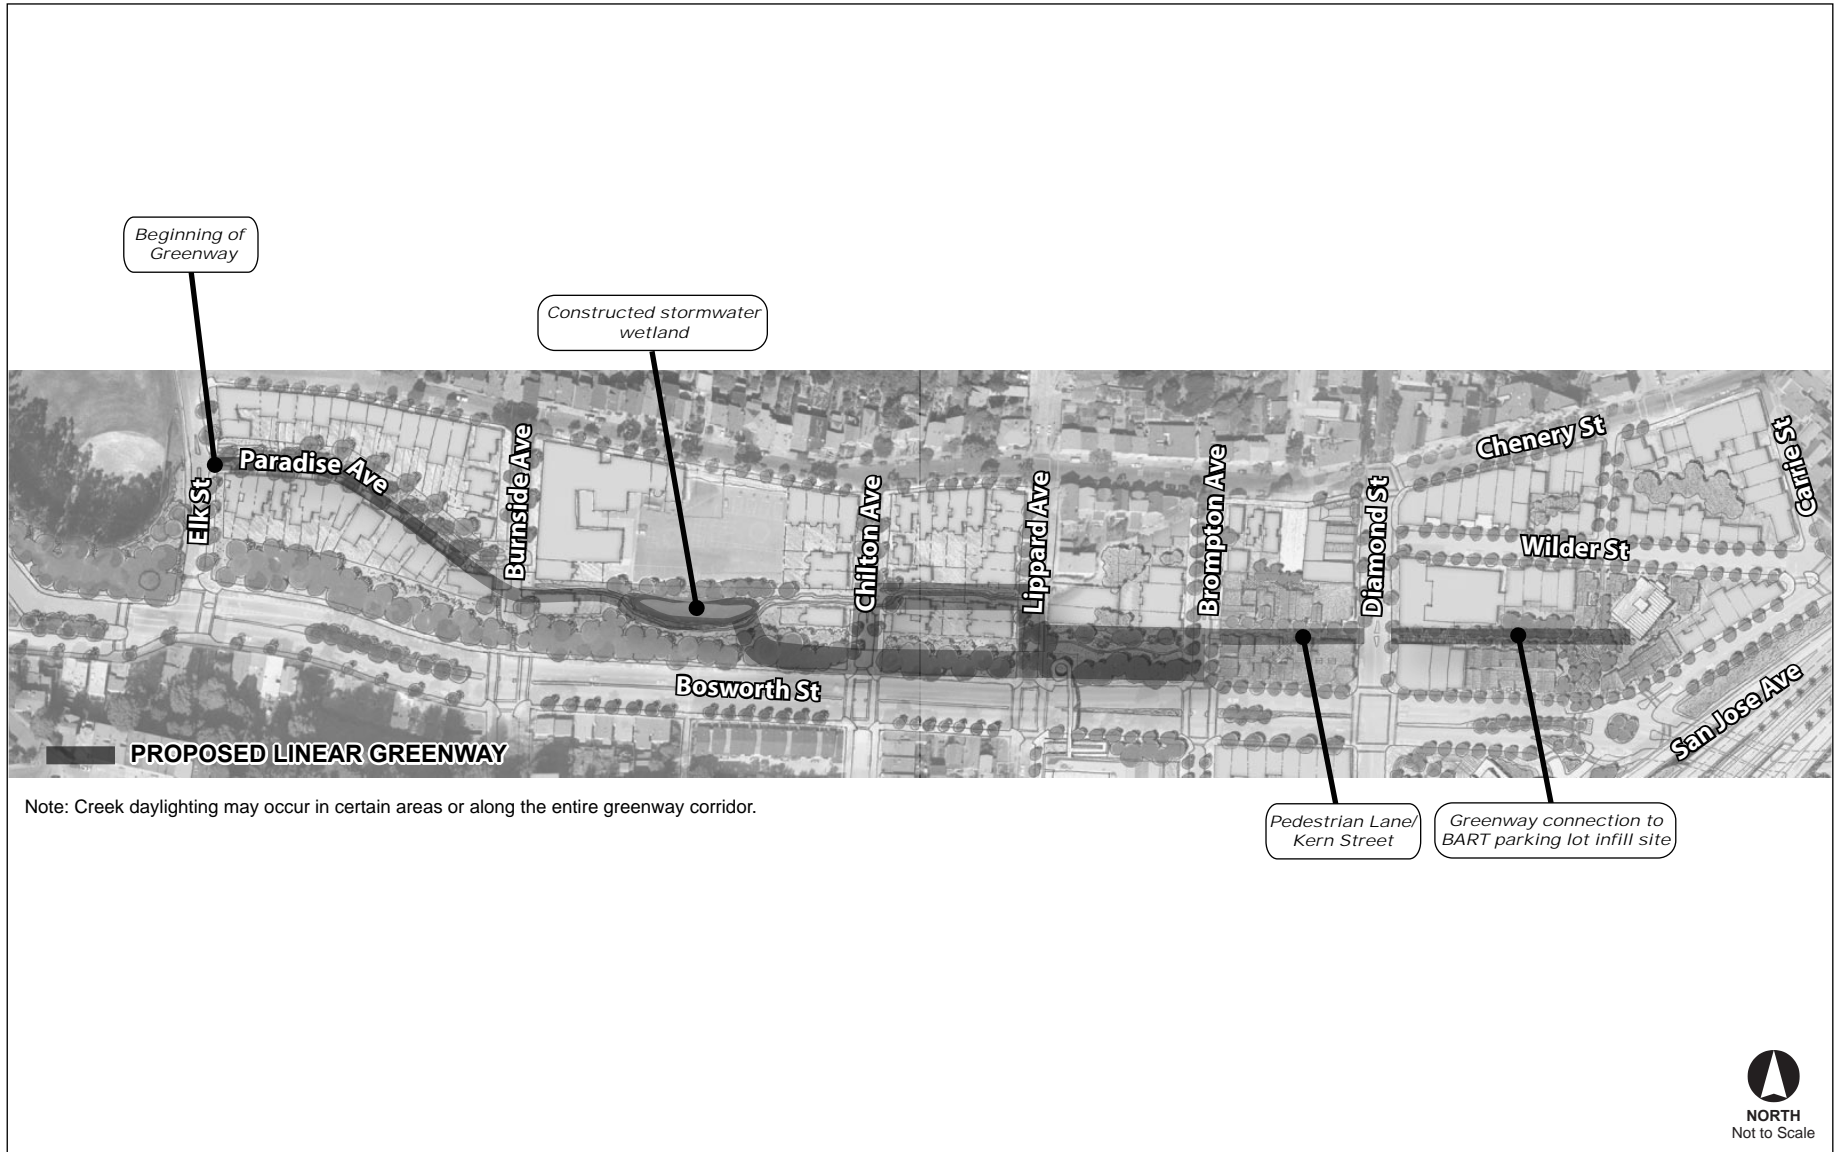 Beginning of
Greenway
Constructed stormwater
wetland
Chenery St
Carrie St
Paradise Ave
Elk St
Burnside Ave
Chilton Ave
Lippard Ave
Brompton Ave
Diamond St
Wilder St
Bosworth St
San Jose Ave
PROPOSED LINEAR GREENWAY
Note: Creek daylighting may occur in certain areas or along the entire greenway corridor.
Pedestrian Lane/
Kern Street
Greenway connection to
BART parking lot infill site
NORTH
Not to Scale